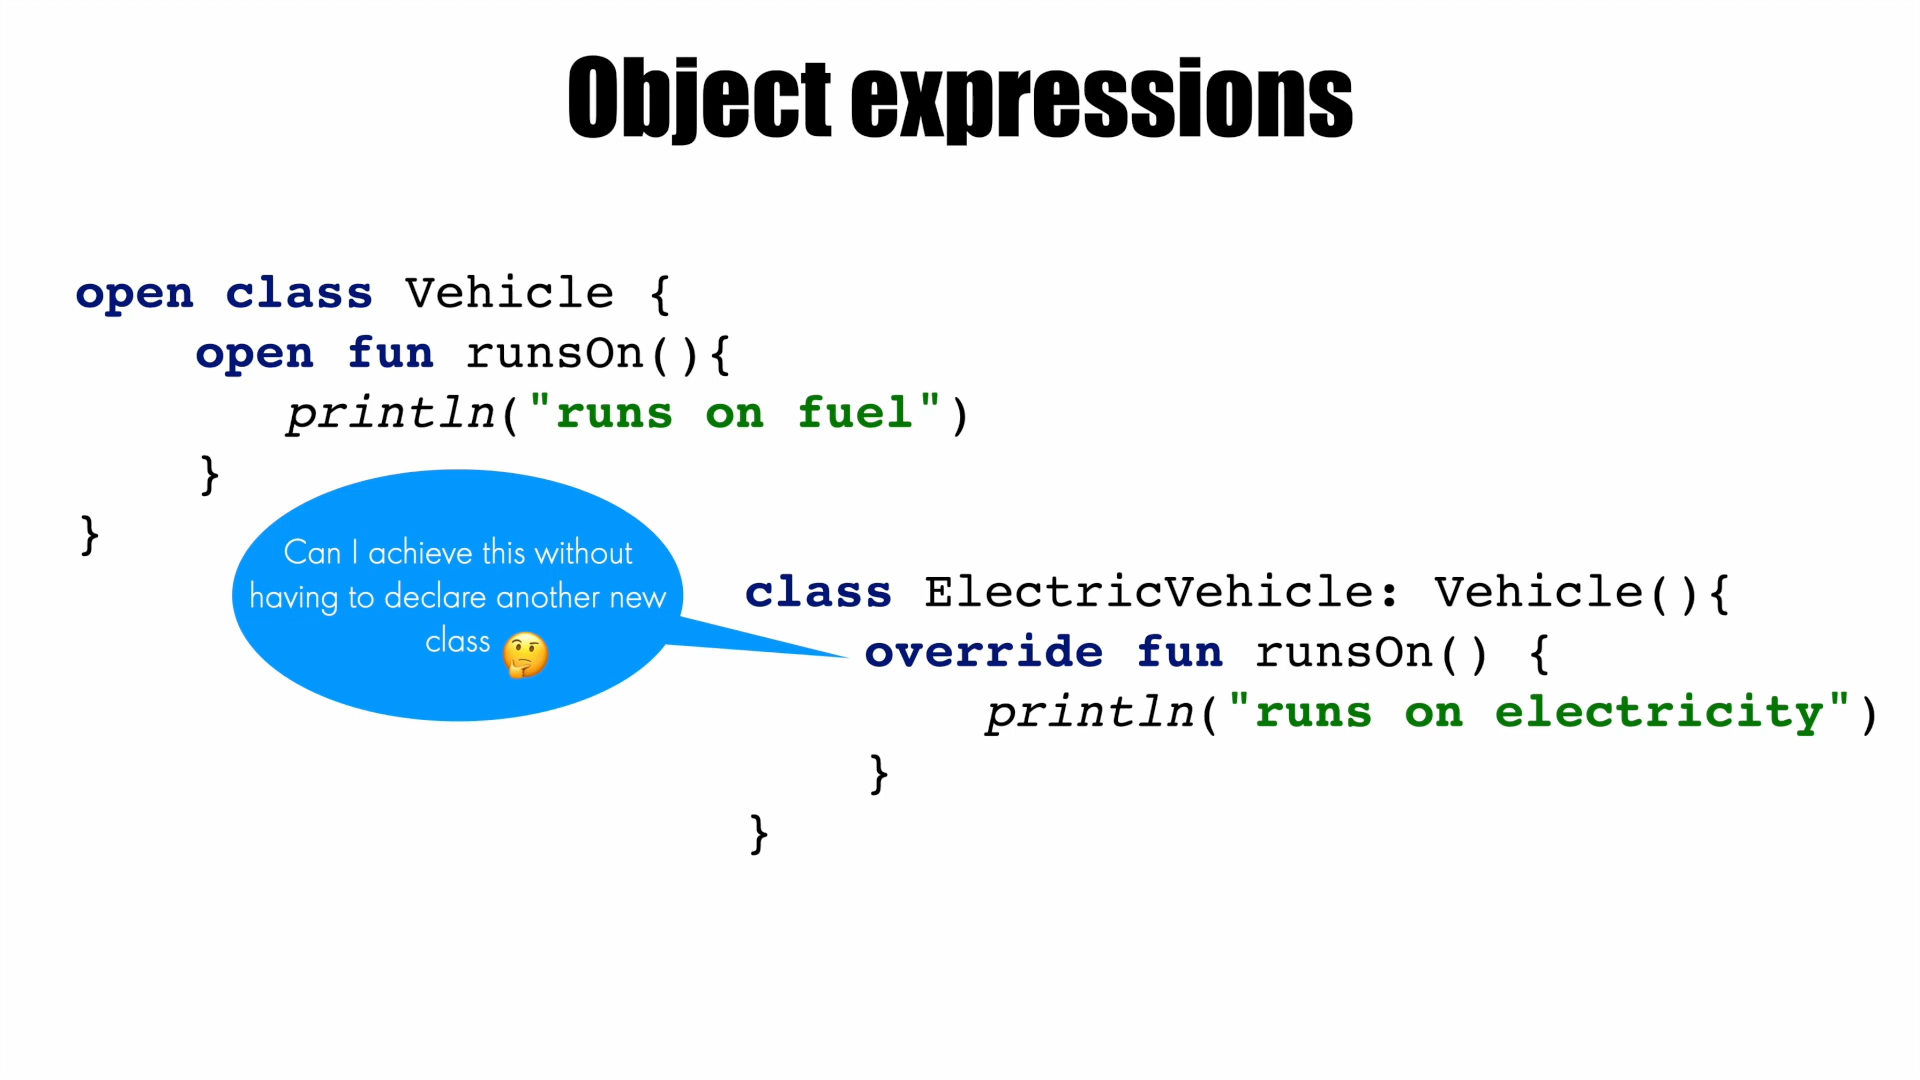 Object expressions
open class Vehicle {
open fun runsOn(){
println("runs on fuel")
}
}
Can I achieve this without
having to declare another new
class 🤔
class ElectricVehicle: Vehicle(){
override fun runsOn() {
println("runs on electricity")
}
}